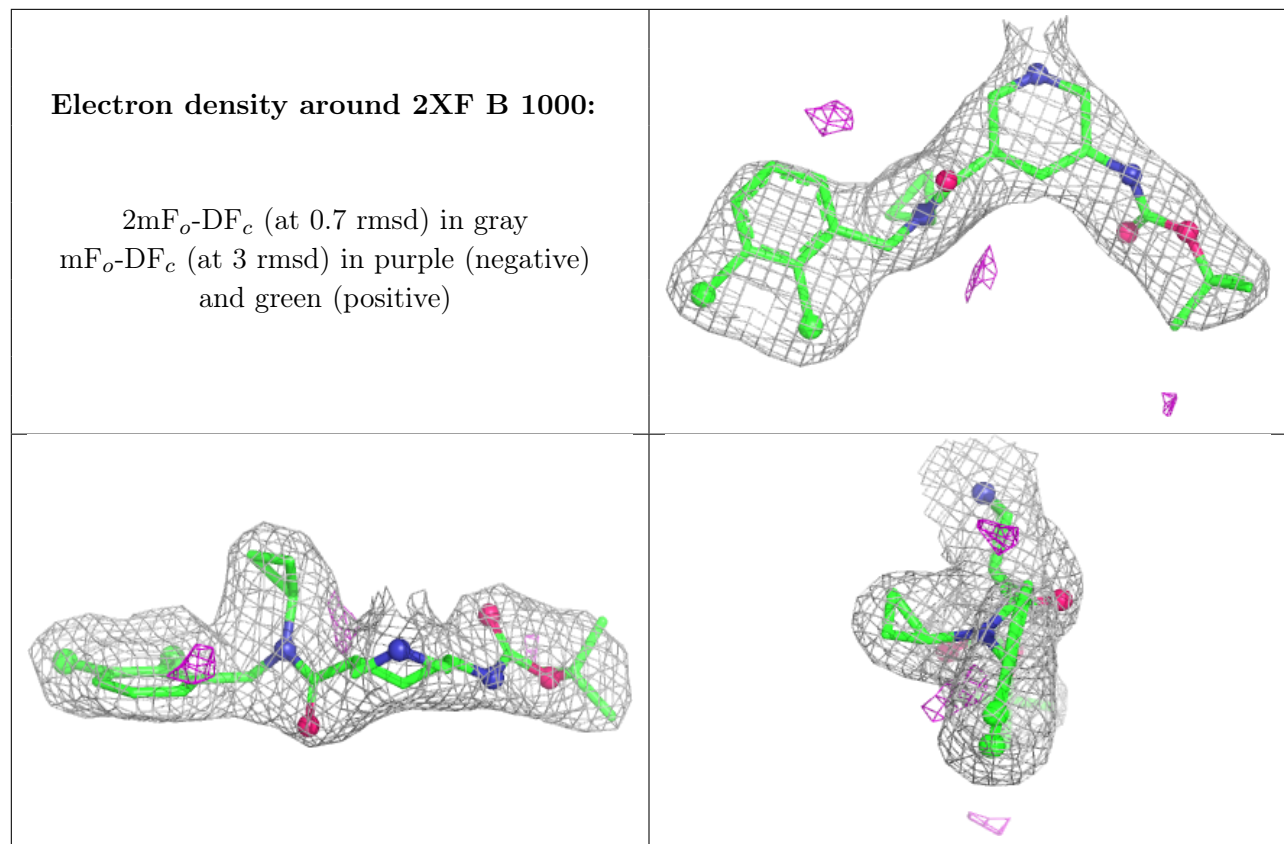 Electron density around 2XF B 1000:
2mFo-DFc (at 0.7 rmsd) in gray
mFo-DFc (at 3 rmsd) in purple (negative)
and green (positive)